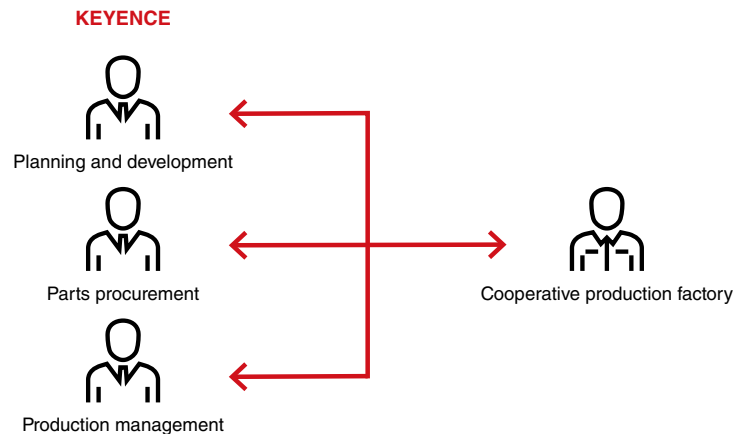 KEYENCE
Planning and development
Parts procurement
Cooperative production factory
Production management